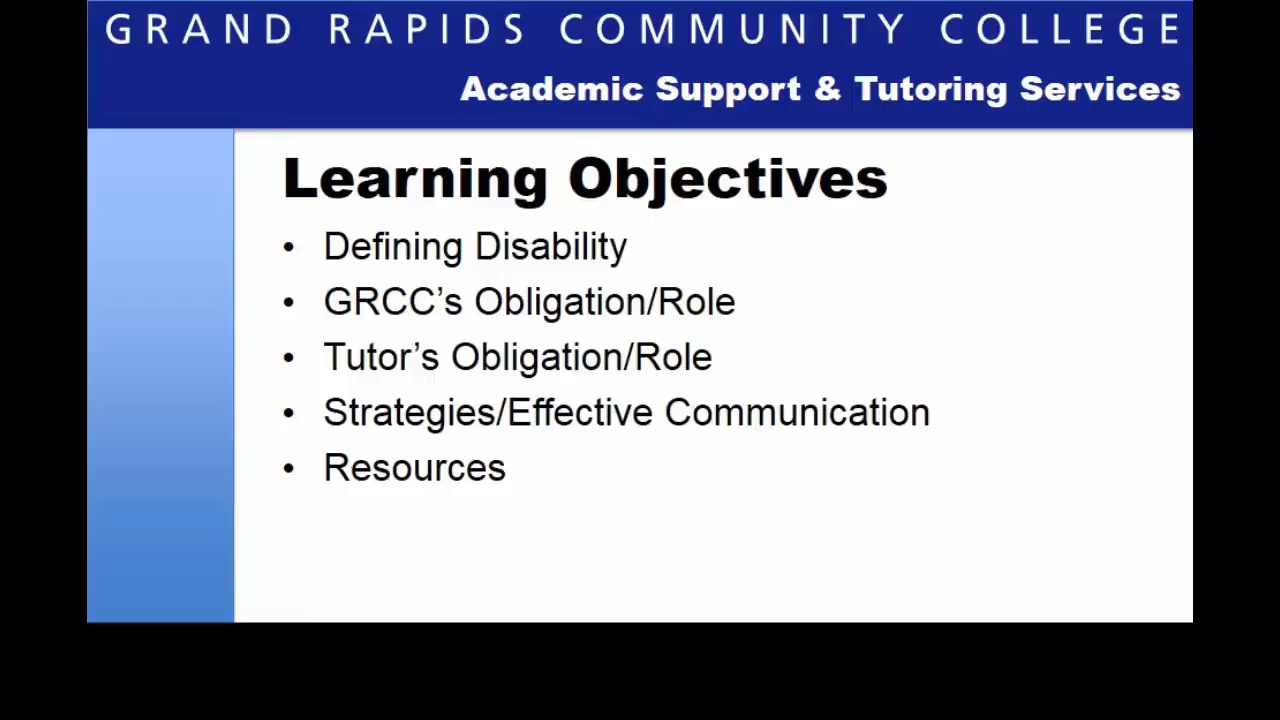 GRAND RAPIDS COMMUNITY COLLEGE
Academic Support & Tutoring Services
Learning Objectives
• Defining Disability
• GRCC’s Obligation/Role
• Tutor’s Obligation/Role
• Strategies/Effective Communication
• Resources